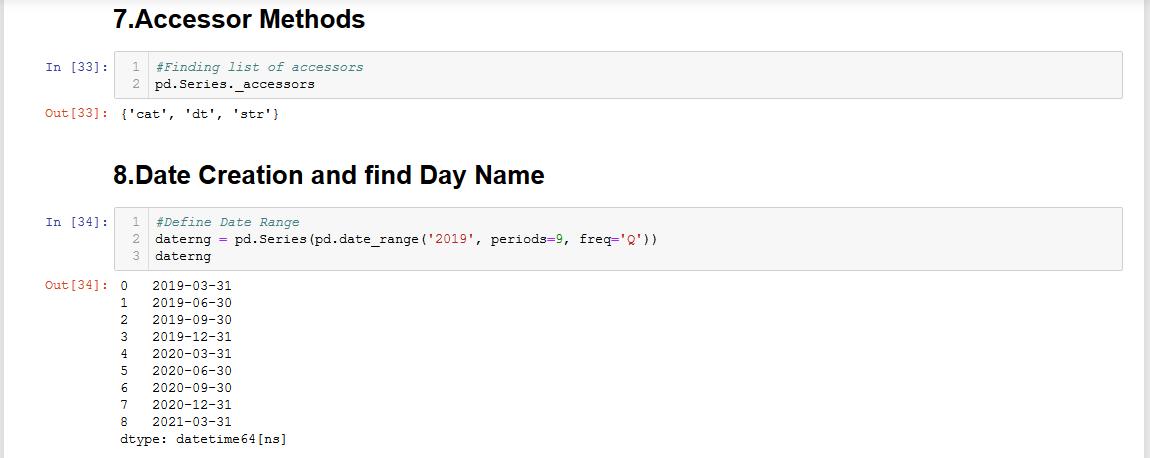 7.Accessor Methods
In [33]: 1 #Finding list of accessors
2 pd.Series._accessors
Out[33]: {'cat', 'dt', 'str'}
8.Date Creation and find Day Name
In [34]: 1 #Define Date Range
2 daterng = pd.Series(pd.date_range('2019', periods=9, freq='Q'))
3 daterng
Out[34]: 0 2019-03-31
1 2019-06-30
2 2019-09-30
3 2019-12-31
4 2020-03-31
5 2020-06-30
6 2020-09-30
7 2020-12-31
8 2021-03-31
dtype: datetime64[ns]